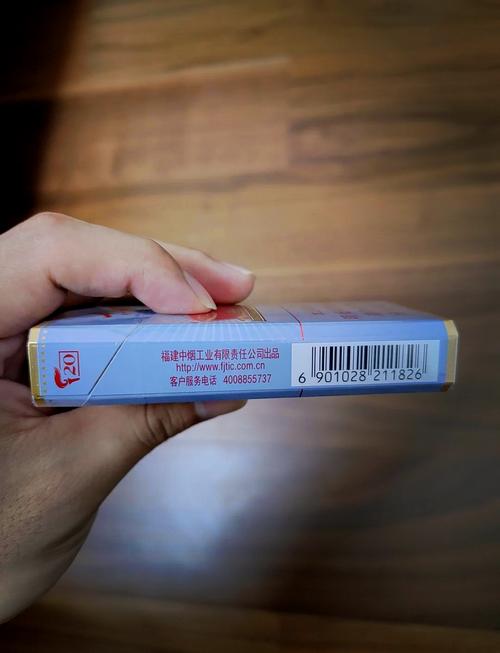 20
福建中烟工业有限责任公司出品
http://www.fjtic.com.cn
客户服务电话 4008855737
6 901028 211826